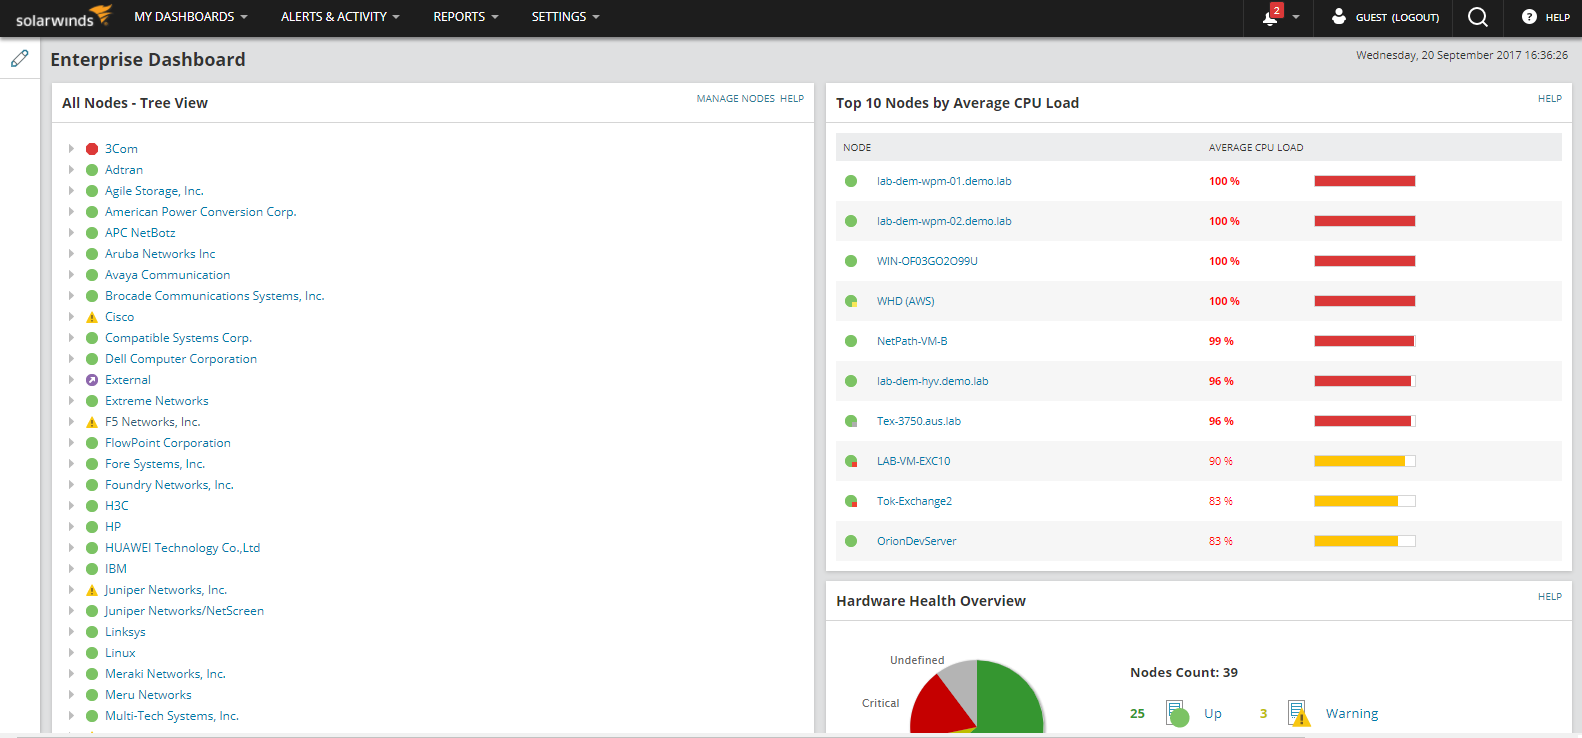 solarwinds MY DASHBOARDS ALERTS & ACTIVITY REPORTS SETTINGS 2 GUEST (LOGOUT) ? HELP
Enterprise Dashboard
Wednesday, 20 September 2017 16:36:26
All Nodes - Tree View MANAGE NODES HELP
3Com
Adtran
Agile Storage, Inc.
American Power Conversion Corp.
APC NetBotz
Aruba Networks Inc
Avaya Communication
Brocade Communications Systems, Inc.
Cisco
Compatible Systems Corp.
Dell Computer Corporation
External
Extreme Networks
F5 Networks, Inc.
FlowPoint Corporation
Fore Systems, Inc.
Foundry Networks, Inc.
H3C
HP
HUAWEI Technology Co.,Ltd
IBM
Juniper Networks, Inc.
Juniper Networks/NetScreen
Linksys
Linux
Meraki Networks, Inc.
Meru Networks
Multi-Tech Systems, Inc.
Top 10 Nodes by Average CPU Load HELP
NODE AVERAGE CPU LOAD
lab-dem-wpm-01.demo.lab 100 %
lab-dem-wpm-02.demo.lab 100 %
WIN-OF03GO2O99U 100 %
WHD (AWS) 100 %
NetPath-VM-B 99 %
lab-dem-hyv.demo.lab 96 %
Tex-3750.aus.lab 96 %
LAB-VM-EXC10 90 %
Tok-Exchange2 83 %
OrionDevServer 83 %
Hardware Health Overview HELP
Undefined
Critical
Nodes Count: 39
25 Up 3 Warning